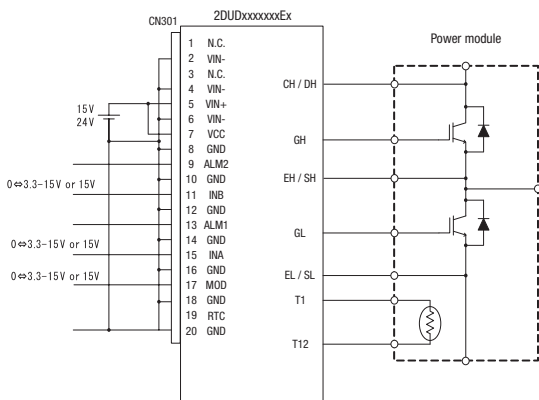 2DUDxxxxxxxEx
CN301
Power module
1 N.C.
2 VIN-
3 N.C.
4 VIN-
5 VIN+
6 VIN-
7 VCC
8 GND
9 ALM2
10 GND
11 INB
12 GND
13 ALM1
14 GND
15 INA
16 GND
17 MOD
18 GND
19 RTC
20 GND
15V
24V
0⇔3.3-15V or 15V
0⇔3.3-15V or 15V
0⇔3.3-15V or 15V
CH / DH
GH
EH / SH
GL
EL / SL
T1
T12